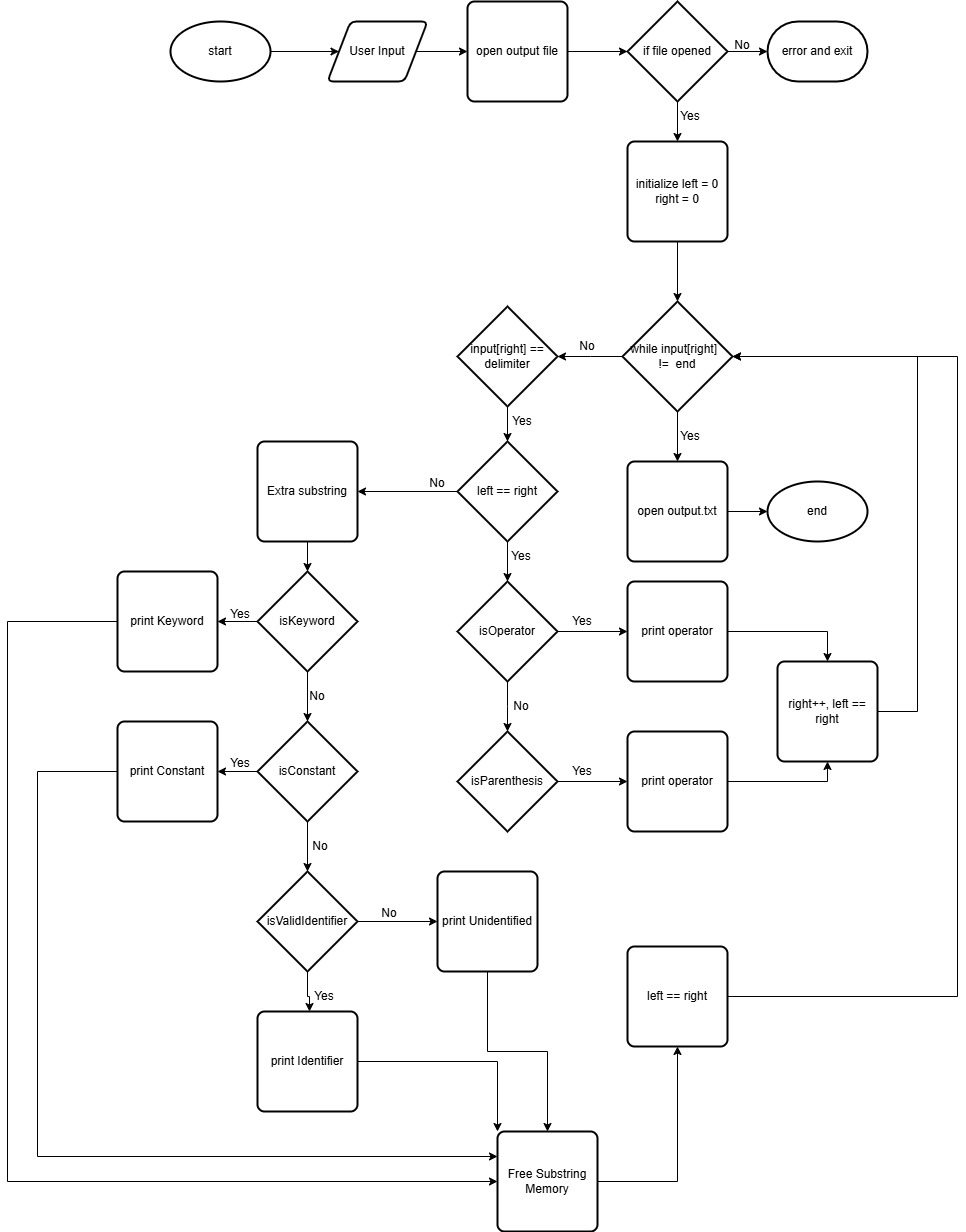 start
User Input
open output file
if file opened
No
error and exit
Yes
initialize left = 0
right = 0
while input[right]
!= end
No
input[right] ==
delimiter
Yes
Yes
open output.txt
end
left == right
No
Extra substring
Yes
isKeyword
Yes
print Keyword
No
isOperator
Yes
print operator
right++, left ==
right
No
isConstant
Yes
print Constant
No
isParenthesis
Yes
print operator
isValidIdentifier
No
print Unidentified
Yes
print Identifier
left == right
Free Substring
Memory